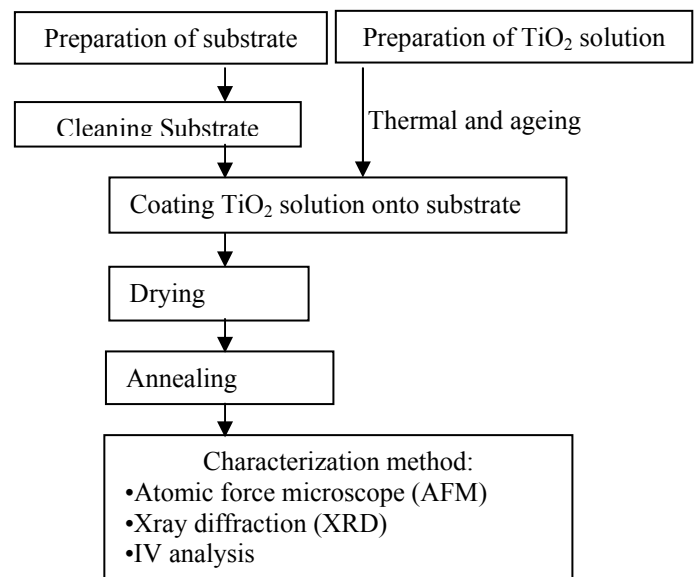 Preparation of substrate
Preparation of TiO₂ solution
Cleaning Substrate
Thermal and ageing
Coating TiO₂ solution onto substrate
Drying
Annealing
Characterization method:
•Atomic force microscope (AFM)
•Xray diffraction (XRD)
•IV analysis